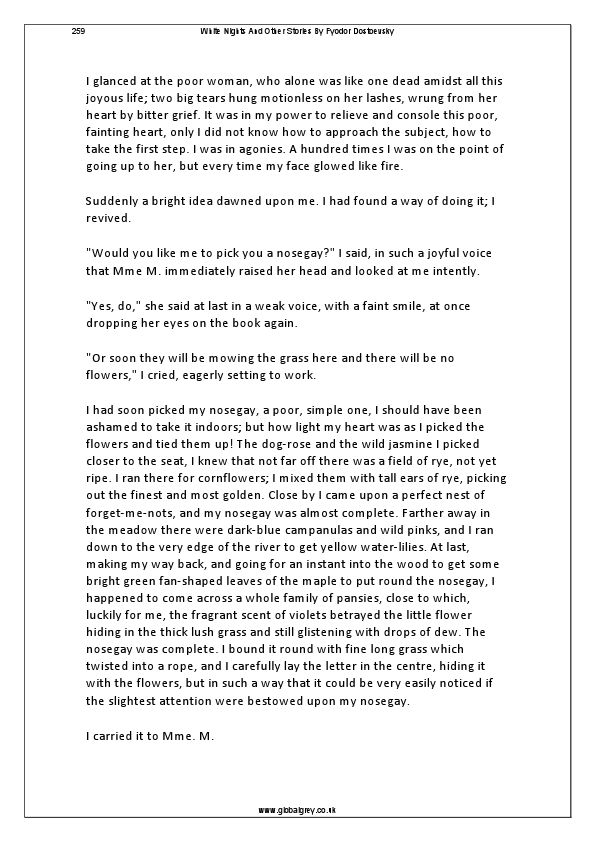 259
White Nights And Other Stories By Fyodor Dostoevsky
I glanced at the poor woman, who alone was like one dead amidst all this
joyous life; two big tears hung motionless on her lashes, wrung from her
heart by bitter grief. It was in my power to relieve and console this poor,
fainting heart, only I did not know how to approach the subject, how to
take the first step. I was in agonies. A hundred times I was on the point of
going up to her, but every time my face glowed like fire.
Suddenly a bright idea dawned upon me. I had found a way of doing it; I
revived.
"Would you like me to pick you a nosegay?" I said, in such a joyful voice
that Mme M. immediately raised her head and looked at me intently.
"Yes, do," she said at last in a weak voice, with a faint smile, at once
dropping her eyes on the book again.
"Or soon they will be mowing the grass here and there will be no
flowers," I cried, eagerly setting to work.
I had soon picked my nosegay, a poor, simple one, I should have been
ashamed to take it indoors; but how light my heart was as I picked the
flowers and tied them up! The dog-rose and the wild jasmine I picked
closer to the seat, I knew that not far off there was a field of rye, not yet
ripe. I ran there for cornflowers; I mixed them with tall ears of rye, picking
out the finest and most golden. Close by I came upon a perfect nest of
forget-me-nots, and my nosegay was almost complete. Farther away in
the meadow there were dark-blue campanulas and wild pinks, and I ran
down to the very edge of the river to get yellow water-lilies. At last,
making my way back, and going for an instant into the wood to get some
bright green fan-shaped leaves of the maple to put round the nosegay, I
happened to come across a whole family of pansies, close to which,
luckily for me, the fragrant scent of violets betrayed the little flower
hiding in the thick lush grass and still glistening with drops of dew. The
nosegay was complete. I bound it round with fine long grass which
twisted into a rope, and I carefully lay the letter in the centre, hiding it
with the flowers, but in such a way that it could be very easily noticed if
the slightest attention were bestowed upon my nosegay.
I carried it to Mme. M.
www.globalgrey.co.uk